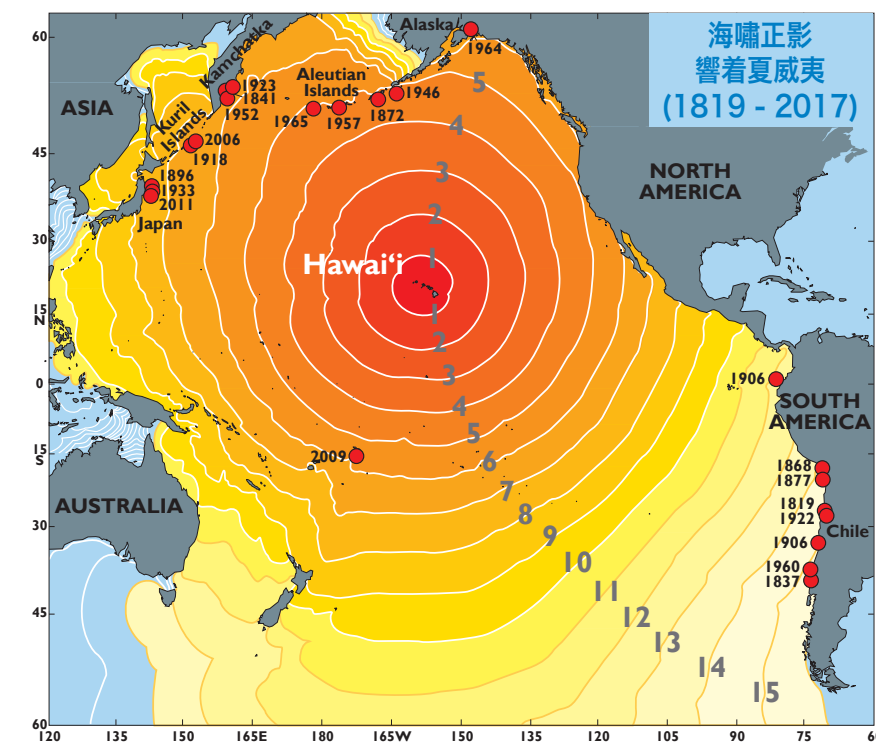 海嘯正影
響着夏威夷
(1819 - 2017)
60
Alaska
1964
Kamchatka
1923
1841
1952
Aleutian
Islands
1946
1872
1957
1965
5
ASIA
Kuril
Islands
2006
1918
4
45
NORTH
AMERICA
3
1896
1933
2011
Japan
2
30
Hawai‘i
1
15
N
1
2
0
3
1906
SOUTH
AMERICA
4
5
15
S
2009
6
1868
1877
7
AUSTRALIA
8
1819
1922
30
Chile
9
1906
10
1960
1837
11
45
12
13
14
15
60
120
135
150
165E
180
165W
150
135
120
105
90
75
6